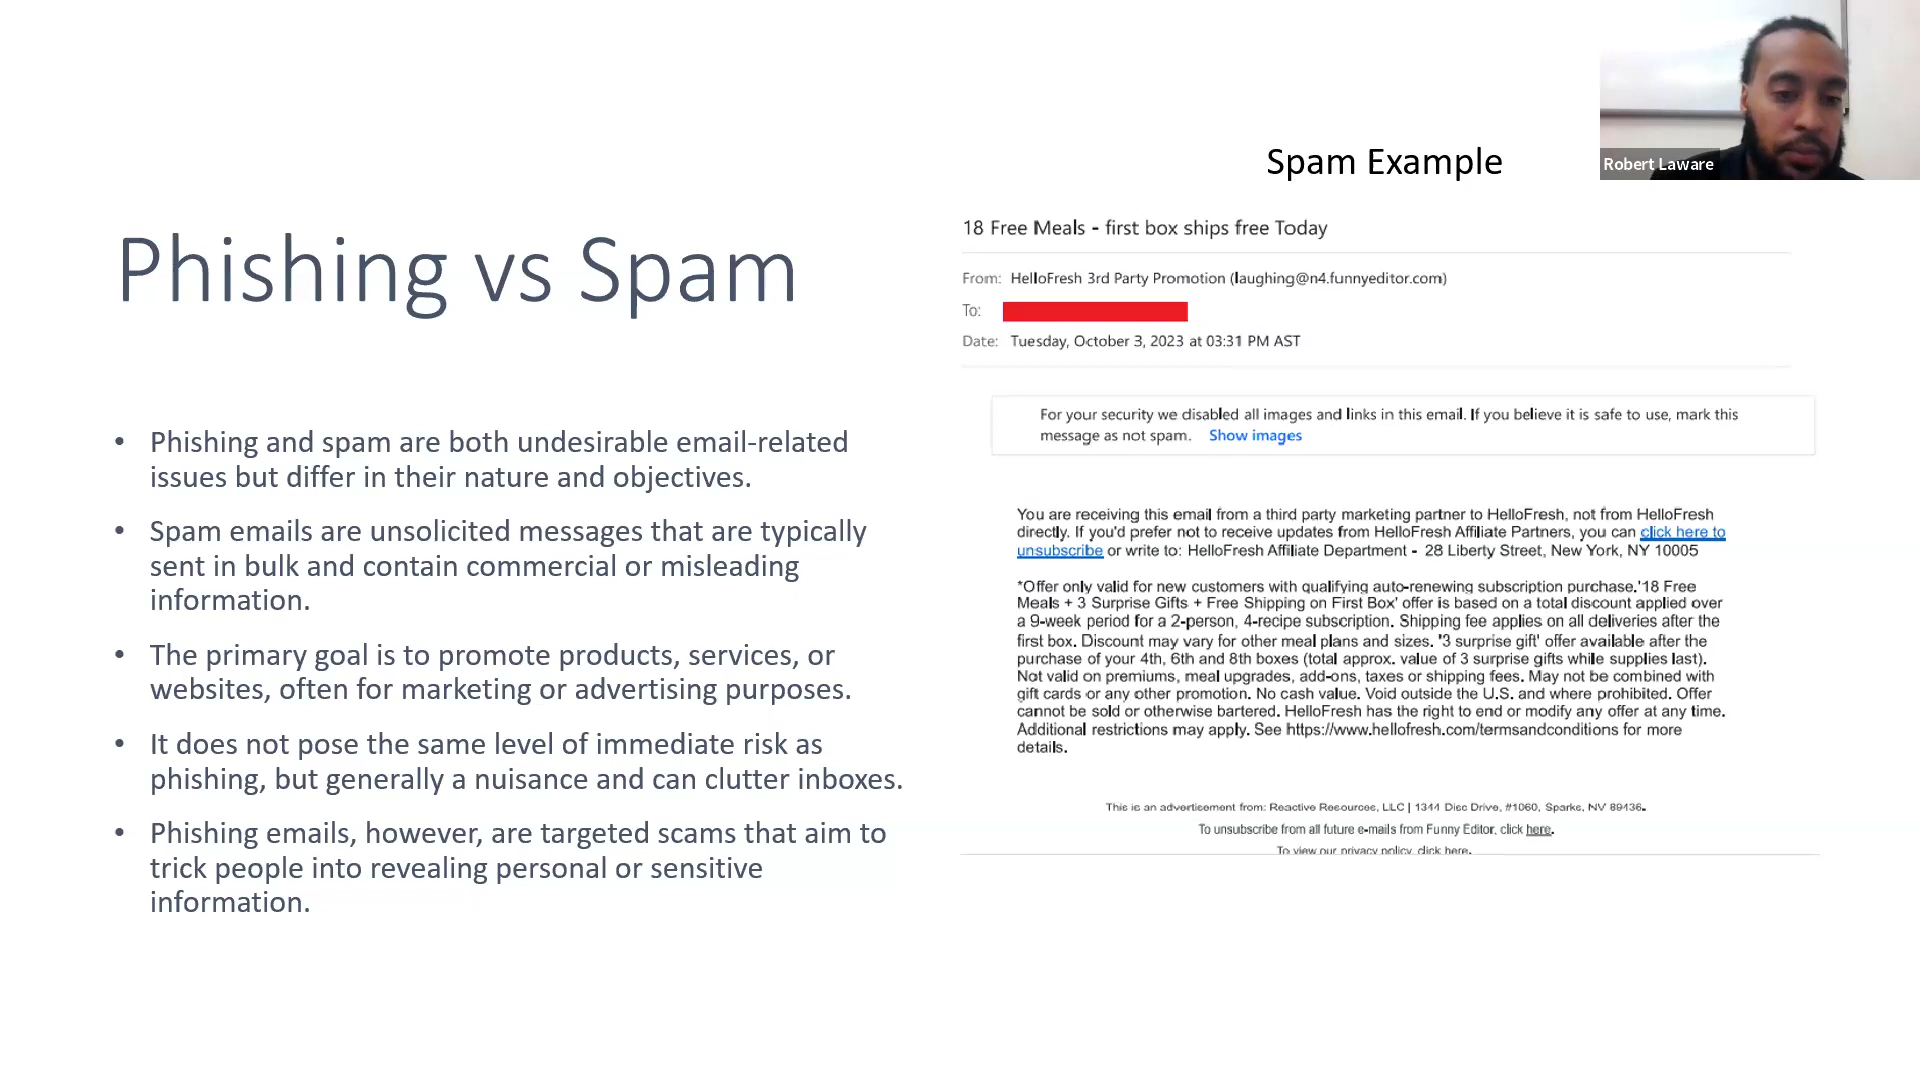 Spam Example
Robert Laware
Phishing vs Spam
• Phishing and spam are both undesirable email-related
issues but differ in their nature and objectives.
• Spam emails are unsolicited messages that are typically
sent in bulk and contain commercial or misleading
information.
• The primary goal is to promote products, services, or
websites, often for marketing or advertising purposes.
• It does not pose the same level of immediate risk as
phishing, but generally a nuisance and can clutter inboxes.
• Phishing emails, however, are targeted scams that aim to
trick people into revealing personal or sensitive
information.
18 Free Meals - first box ships free Today
From: HelloFresh 3rd Party Promotion (laughing@n4.funnyeditor.com)
To:
Date: Tuesday, October 3, 2023 at 03:31 PM AST
For your security we disabled all images and links in this email. If you believe it is safe to use, mark this
message as not spam. Show images
You are receiving this email from a third party marketing partner to HelloFresh, not from HelloFresh
directly. If you'd prefer not to receive updates from HelloFresh Affiliate Partners, you can click here to
unsubscribe or write to: HelloFresh Affiliate Department - 28 Liberty Street, New York, NY 10005
*Offer only valid for new customers with qualifying auto-renewing subscription purchase.'18 Free
Meals + 3 Surprise Gifts + Free Shipping on First Box' offer is based on a total discount applied over
a 9-week period for a 2-person, 4-recipe subscription. Shipping fee applies on all deliveries after the
first box. Discount may vary for other meal plans and sizes. '3 surprise gift' offer available after the
purchase of your 4th, 6th and 8th boxes (total approx. value of 3 surprise gifts while supplies last).
Not valid on premiums, meal upgrades, add-ons, taxes or shipping fees. May not be combined with
gift cards or any other promotion. No cash value. Void outside the U.S. and where prohibited. Offer
cannot be sold or otherwise bartered. HelloFresh has the right to end or modify any offer at any time.
Additional restrictions may apply. See https://www.hellofresh.com/termsandconditions for more
details.
This is an advertisement from: Reactive Resources, LLC | 1344 Disc Drive, #1060, Sparks, NV 89436.
To unsubscribe from all future e-mails from Funny Editor, click here.
To view our privacy policy, click here.